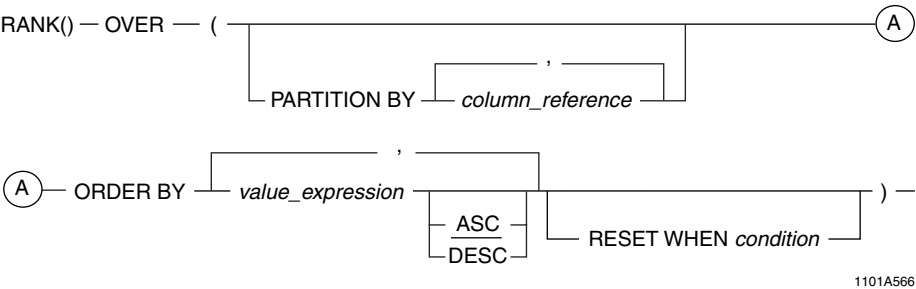 RANK() OVER ( A
,
PARTITION BY column_reference
,
A ORDER BY value_expression )
ASC
RESET WHEN condition
DESC
1101A566